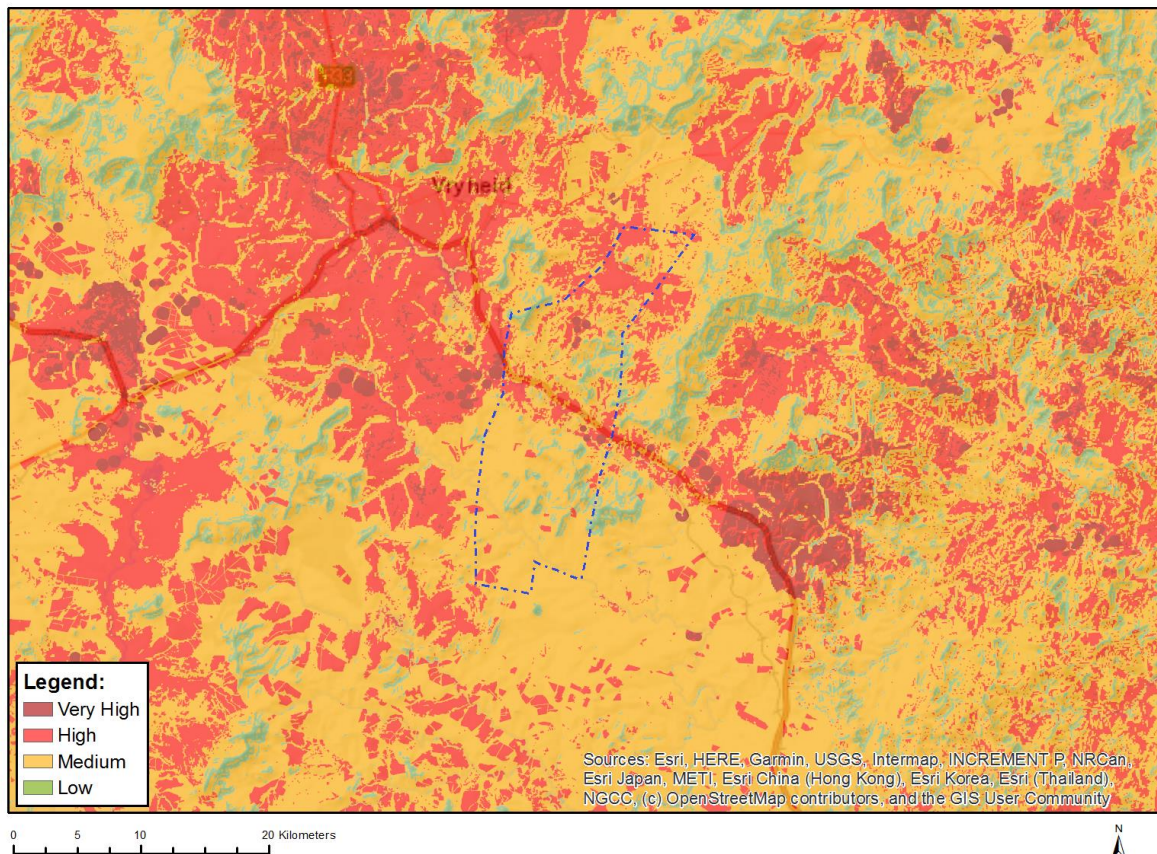 Vryheid
Legend:
Very High
High
Medium
Low
Sources: Esri, HERE, Garmin, USGS, Intermap, INCREMENT P, NRCan,
Esri Japan, METI, Esri China (Hong Kong), Esri Korea, Esri (Thailand),
NGCC, (c) OpenStreetMap contributors, and the GIS User Community
0 5 10 20 Kilometers
N